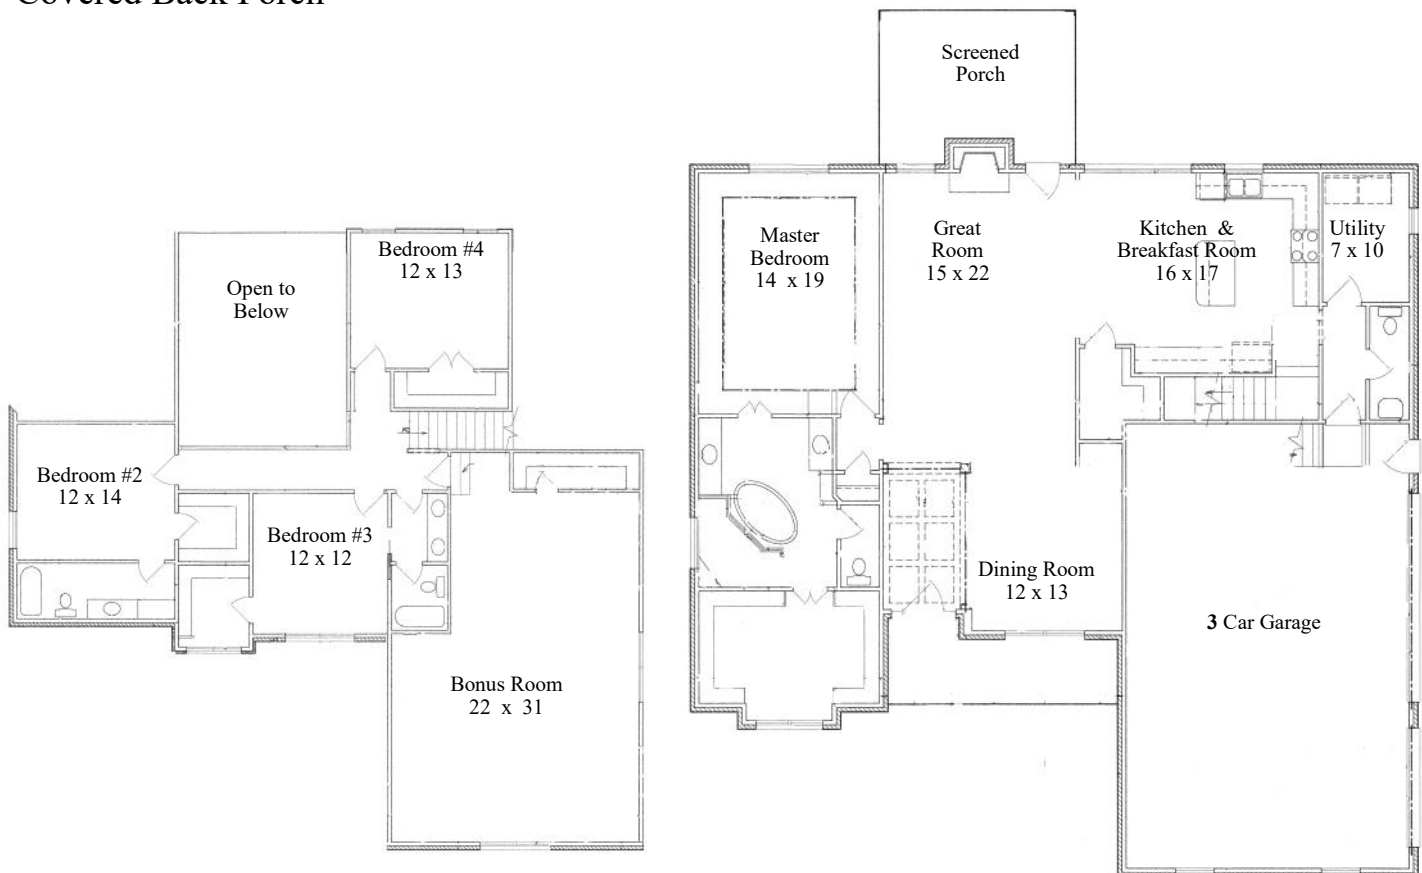 Covered Back Porch
Screened
Porch
Bedroom #4
12 x 13
Open to
Below
Bedroom #2
12 x 14
Bedroom #3
12 x 12
Bonus Room
22 x 31
Master
Bedroom
14 x 19
Great
Room
15 x 22
Kitchen &
Breakfast Room
16 x 17
Utility
7 x 10
Dining Room
12 x 13
3 Car Garage